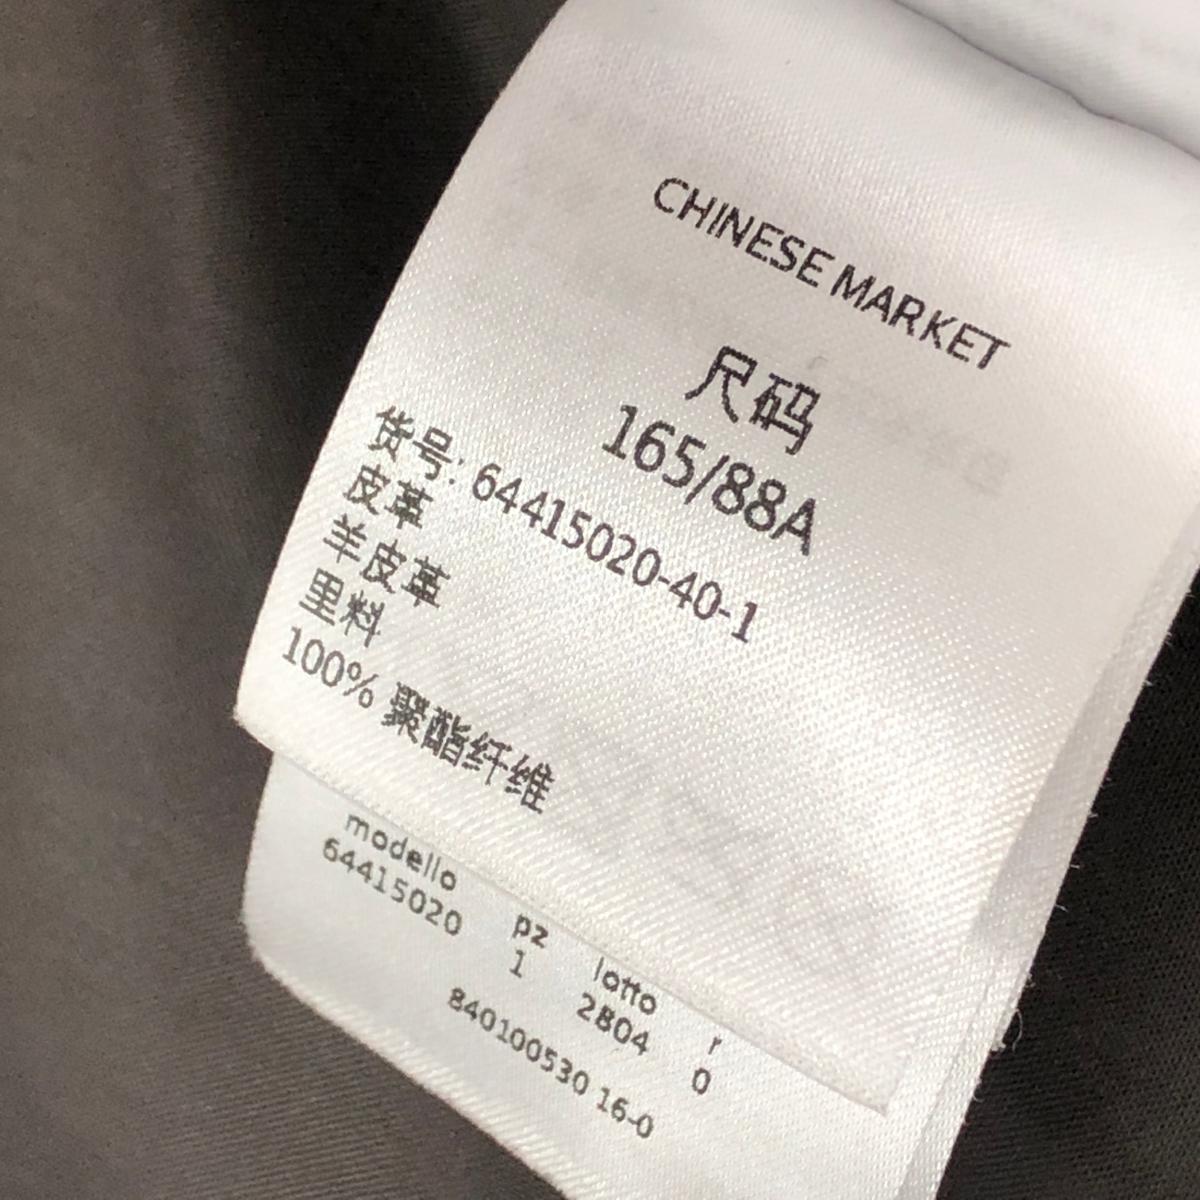 CHINESE MARKET
尺码
165/88A
货号: 64415020-40-1
皮革
羊皮革
里料
100% 聚酯纤维
modello pz lotto r
64415020 1 2804 0
840100530 16-0